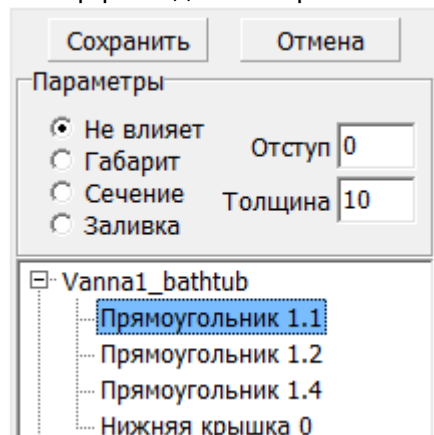 Сохранить Отмена
Параметры
Не влияет
Габарит
Сечение
Заливка
Отступ 0
Толщина 10
Vanna1_bathtub
Прямоугольник 1.1
Прямоугольник 1.2
Прямоугольник 1.4
Нижняя крышка 0